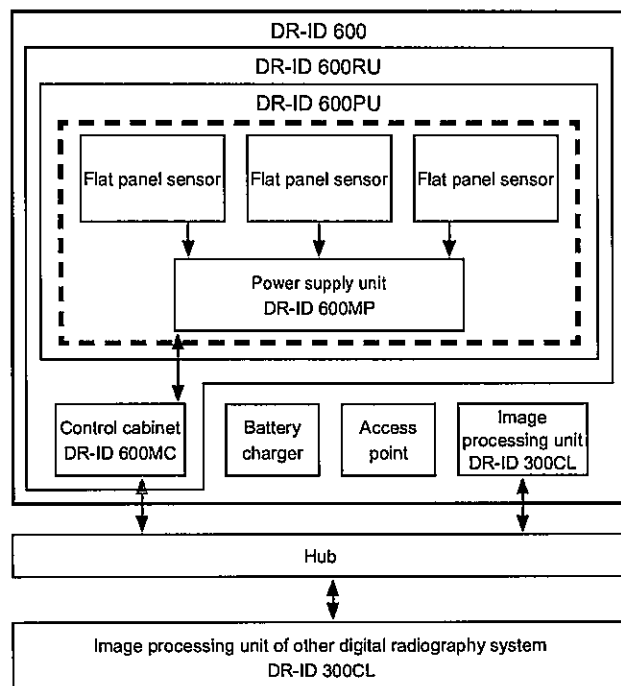 DR-ID 600
DR-ID 600RU
DR-ID 600PU
Flat panel sensor
Flat panel sensor
Flat panel sensor
Power supply unit
DR-ID 600MP
Control cabinet
DR-ID 600MC
Battery
charger
Access
point
Image
processing unit
DR-ID 300CL
Hub
Image processing unit of other digital radiography system
DR-ID 300CL